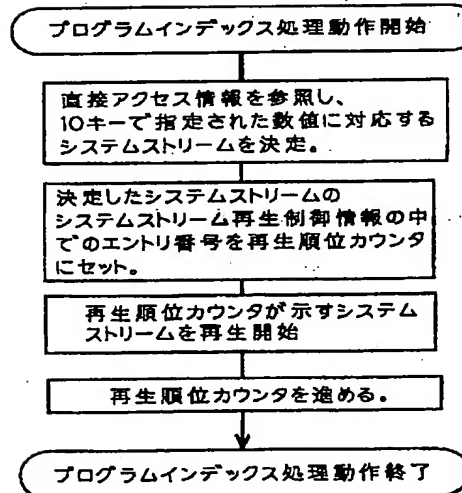 プログラムインデックス処理動作開始
直接アクセス情報を参照し、
10キーで指定された数値に対応する
システムストリームを決定。
決定したシステムストリームの
システムストリーム再生制御情報の中
でのエントリ番号を再生順位カウンタ
にセット。
再生順位カウンタが示すシステム
ストリームを再生開始
再生順位カウンタを進める。
プログラムインデックス処理動作終了